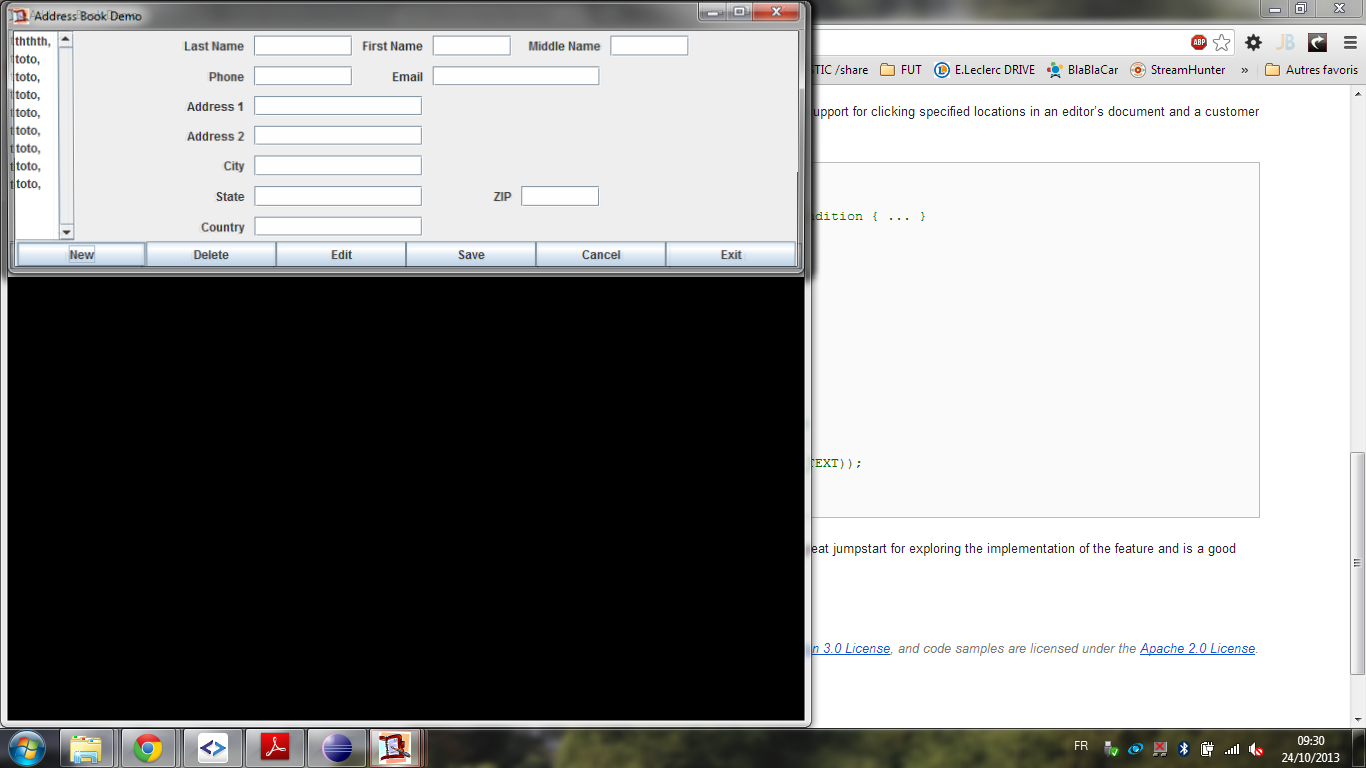 Address Book Demo
ththth,
toto,
toto,
toto,
toto,
toto,
toto,
toto,
toto,
Last Name First Name Middle Name
Phone Email
Address 1
Address 2
City
State ZIP
Country
New Delete Edit Save Cancel Exit
ABP JB
/share FUT E.Leclerc DRIVE BlaBlaCar StreamHunter » Autres favoris
upport for clicking specified locations in an editor's document and a customer
ndition { ... }
TEXT));
eat jumpstart for exploring the implementation of the feature and is a good
n 3.0 License, and code samples are licensed under the Apache 2.0 License.
FR
09:30
24/10/2013